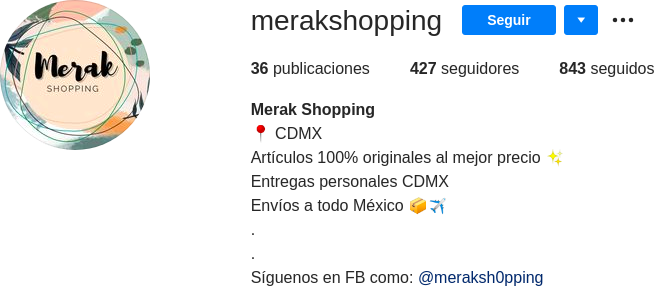 merakshopping Seguir
Merak
SHOPPING
36 publicaciones 427 seguidores 843 seguidos
Merak Shopping
📍 CDMX
Artículos 100% originales al mejor precio ✨
Entregas personales CDMX
Envíos a todo México 📦✈️
.
.
Síguenos en FB como: @meraksh0pping